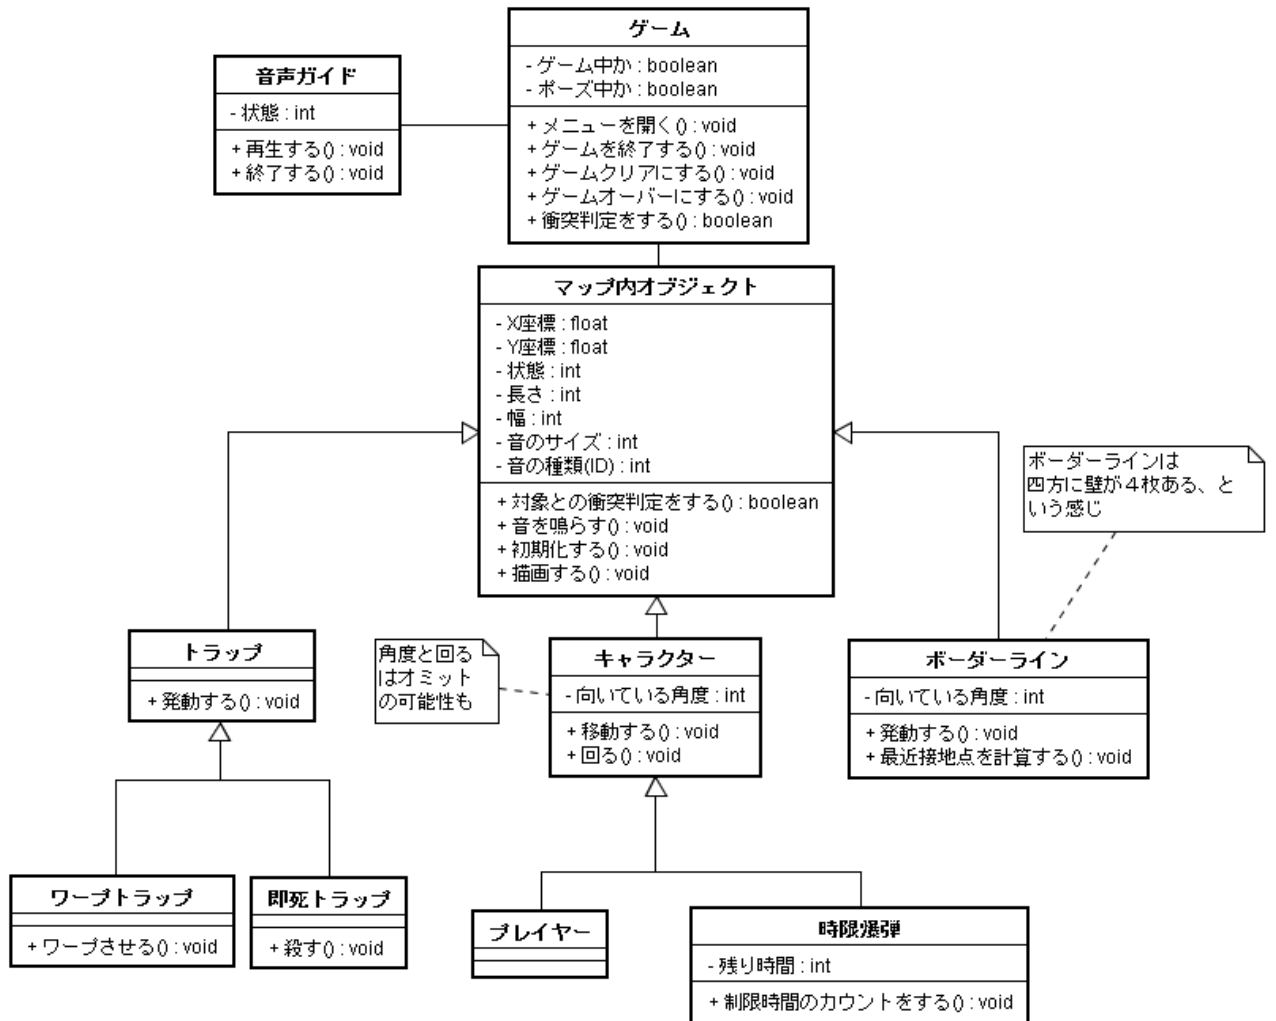 ゲーム
- ゲーム中か : boolean
- ポーズ中か : boolean
+ メニューを開く() : void
+ ゲームを終了する() : void
+ ゲームクリアにする() : void
+ ゲームオーバーにする() : void
+ 衝突判定をする() : boolean
音声ガイド
- 状態 : int
+ 再生する() : void
+ 終了する() : void
マップ内オブジェクト
- X座標 : float
- Y座標 : float
- 状態 : int
- 長さ : int
- 幅 : int
- 音のサイズ : int
- 音の種類(ID) : int
+ 対象との衝突判定をする() : boolean
+ 音を鳴らす() : void
+ 初期化する() : void
+ 描画する() : void
ボーダーラインは
四方に壁が4枚ある、と
いう感じ
トラップ
+ 発動する() : void
角度と回る
はオミット
の可能性も
キャラクター
- 向いている角度 : int
+ 移動する() : void
+ 回る() : void
ボーダーライン
- 向いている角度 : int
+ 発動する() : void
+ 最近接地点を計算する() : void
ワープトラップ
+ ワープさせる() : void
即死トラップ
+ 殺す() : void
プレイヤー
時限爆弾
- 残り時間 : int
+ 制限時間のカウントをする() : void